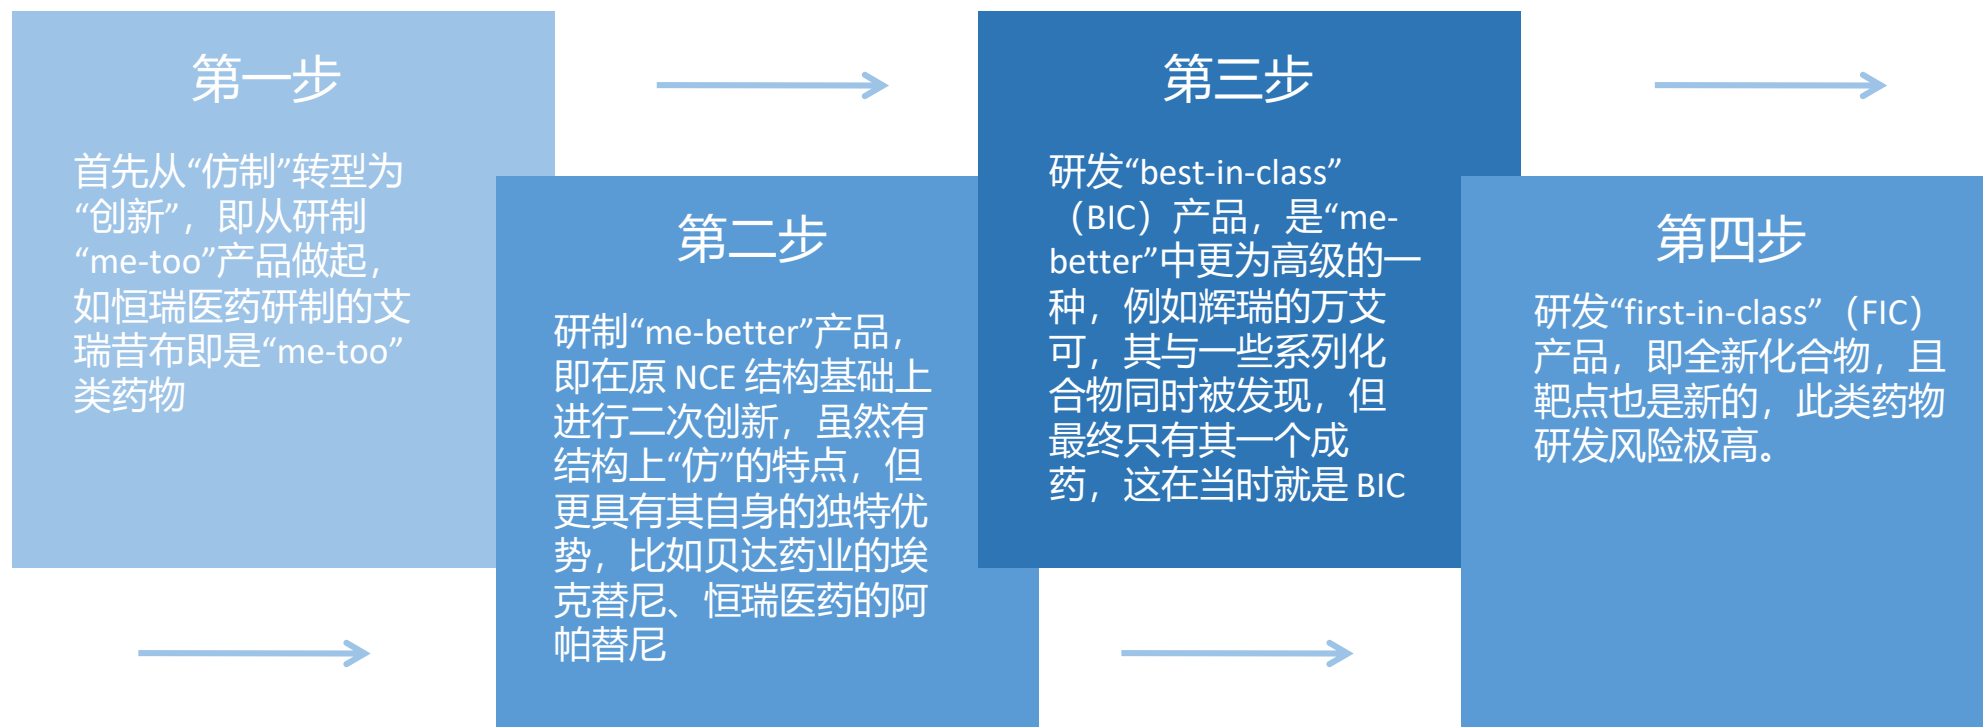 第一步
首先从“仿制”转型为
“创新”，即从研制
“me-too”产品做起，
如恒瑞医药研制的艾
瑞昔布即是“me-too”
类药物
第二步
研制“me-better”产品，
即在原 NCE 结构基础上
进行二次创新，虽然有
结构上“仿”的特点，但
更具有其自身的独特优
势，比如贝达药业的埃
克替尼、恒瑞医药的阿
帕替尼
第三步
研发“best-in-class”
（BIC）产品，是“me-
better”中更为高级的一
种，例如辉瑞的万艾
可，其与一些系列化
合物同时被发现，但
最终只有其一个成
药，这在当时就是 BIC
第四步
研发“first-in-class”（FIC）
产品，即全新化合物，且
靶点也是新的，此类药物
研发风险极高。